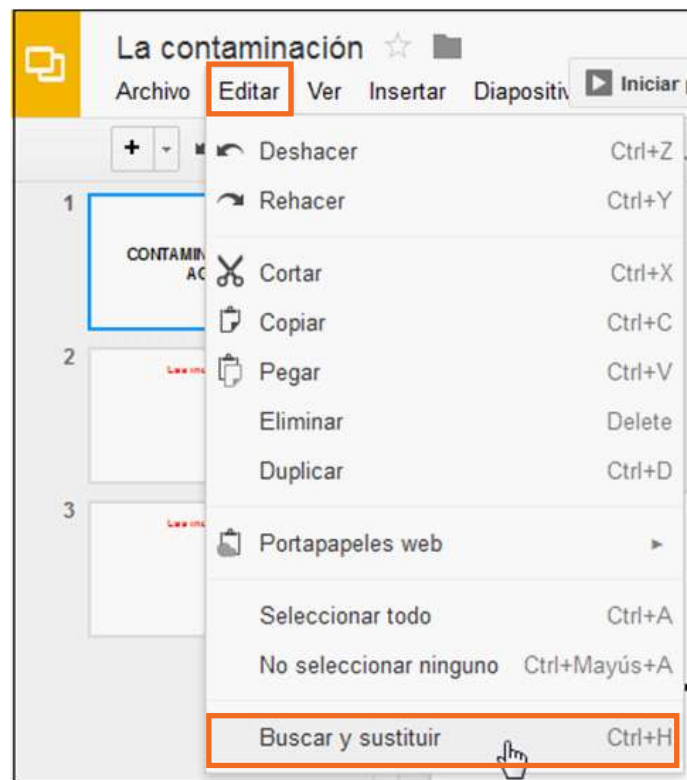 La contaminación
Archivo Editar Ver Insertar Diapositiv Iniciar
+
Deshacer Ctrl+Z
1 Rehacer Ctrl+Y
CONTAMIN
AC
Cortar Ctrl+X
Copiar Ctrl+C
2 Pegar Ctrl+V
Eliminar Delete
Duplicar Ctrl+D
3
Portapapeles web
Seleccionar todo Ctrl+A
No seleccionar ninguno Ctrl+Mayús+A
Buscar y sustituir Ctrl+H